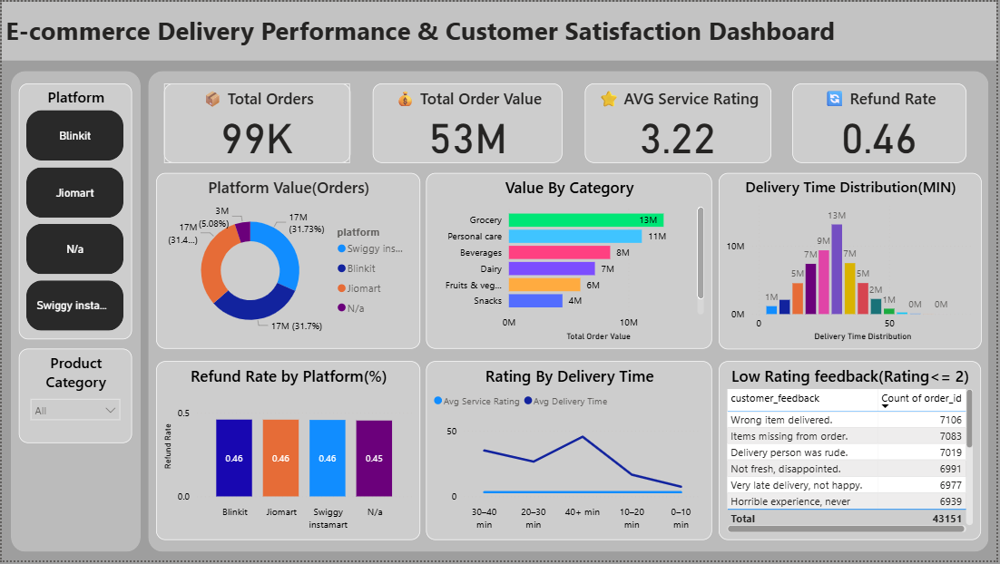 E-commerce Delivery Performance & Customer Satisfaction Dashboard
Platform
Blinkit
Jiomart
N/a
Swiggy insta...
Product
Category
All
Total Orders
99K
Total Order Value
53M
AVG Service Rating
3.22
Refund Rate
0.46
Platform Value(Orders)
3M
(5.08%)
17M
(31.73%)
17M
(31.4...)
17M (31.7%)
platform
Swiggy ins...
Blinkit
Jiomart
N/a
Value By Category
Grocery 13M
Personal care 11M
Beverages 8M
Dairy 7M
Fruits & veg... 6M
Snacks 4M
0M 10M
Total Order Value
Delivery Time Distribution(MIN)
10M
0M
1M 5M 7M 9M 13M 7M 5M 2M 1M 0M 0M
0 50
Delivery Time Distribution
Refund Rate by Platform(%)
Refund Rate
0.5
0.0
0.46 0.46 0.46 0.45
Blinkit Jiomart Swiggy N/a
instamart
Rating By Delivery Time
Avg Service Rating Avg Delivery Time
50
0
30–40 20–30 40+ min 10–20 0–10
min min min min
Low Rating feedback(Rating<= 2)
customer_feedback Count of order_id
Wrong item delivered. 7106
Items missing from order. 7083
Delivery person was rude. 7019
Not fresh, disappointed. 6991
Very late delivery, not happy. 6977
Horrible experience, never 6939
Total 43151